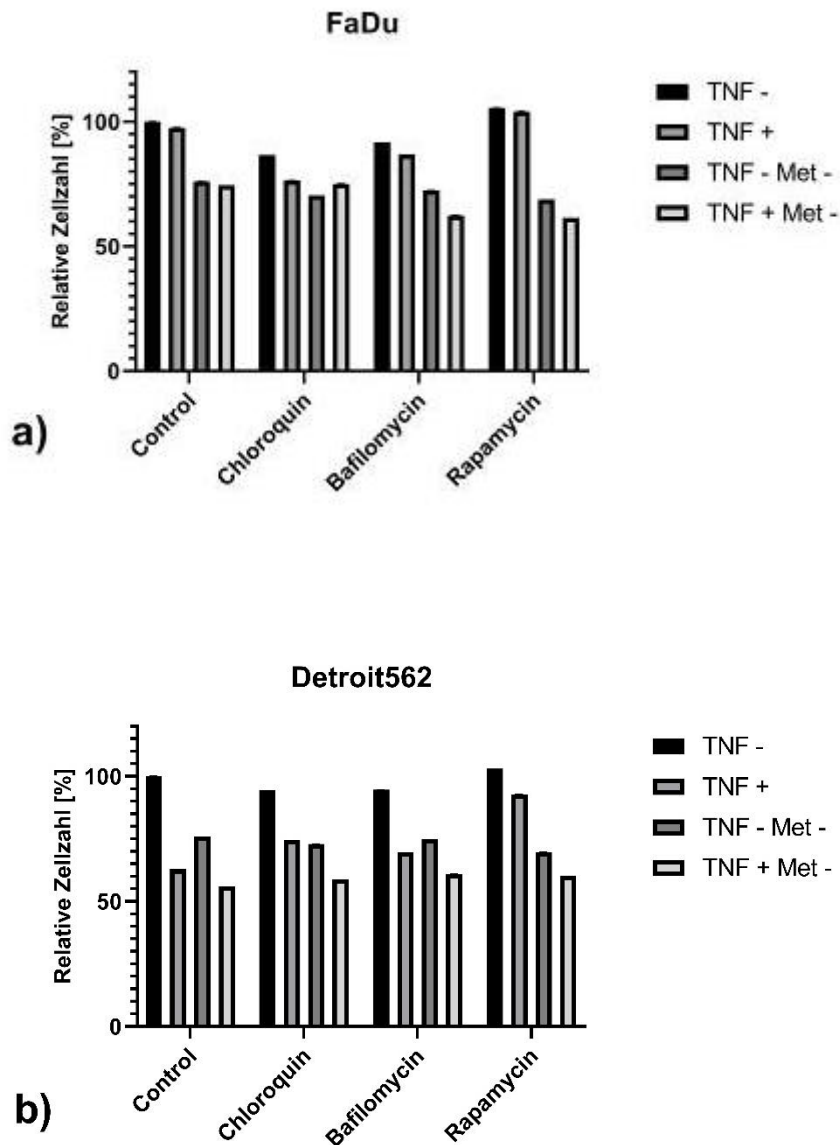 FaDu
Relative Zellzahl [%]
100
50
0
Control
Chloroquin
Bafilomycin
Rapamycin
TNF -
TNF +
TNF - Met -
TNF + Met -
a)
Detroit562
Relative Zellzahl [%]
100
50
0
Control
Chloroquin
Bafilomycin
Rapamycin
TNF -
TNF +
TNF - Met -
TNF + Met -
b)